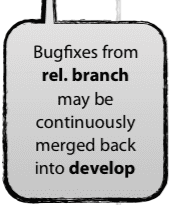 Bugfixes from
rel. branch
may be
continuously
merged back
into develop